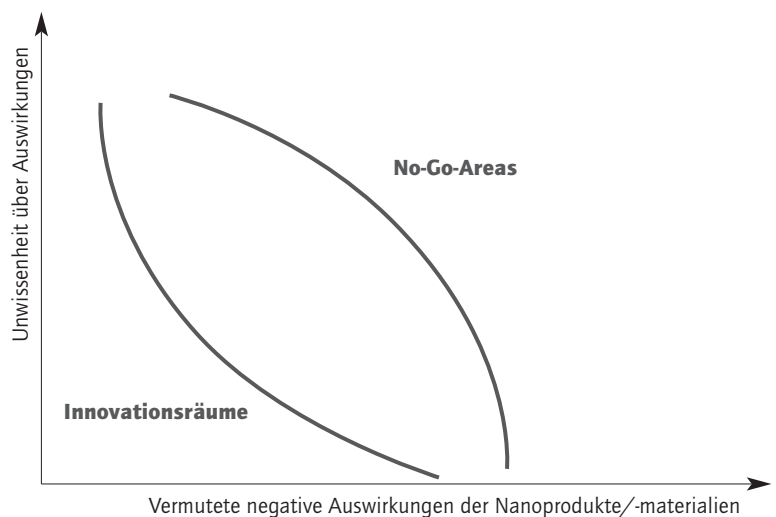 Unwissenheit über Auswirkungen
No-Go-Areas
Innovationsräume
Vermutete negative Auswirkungen der Nanoprodukte/-materialien